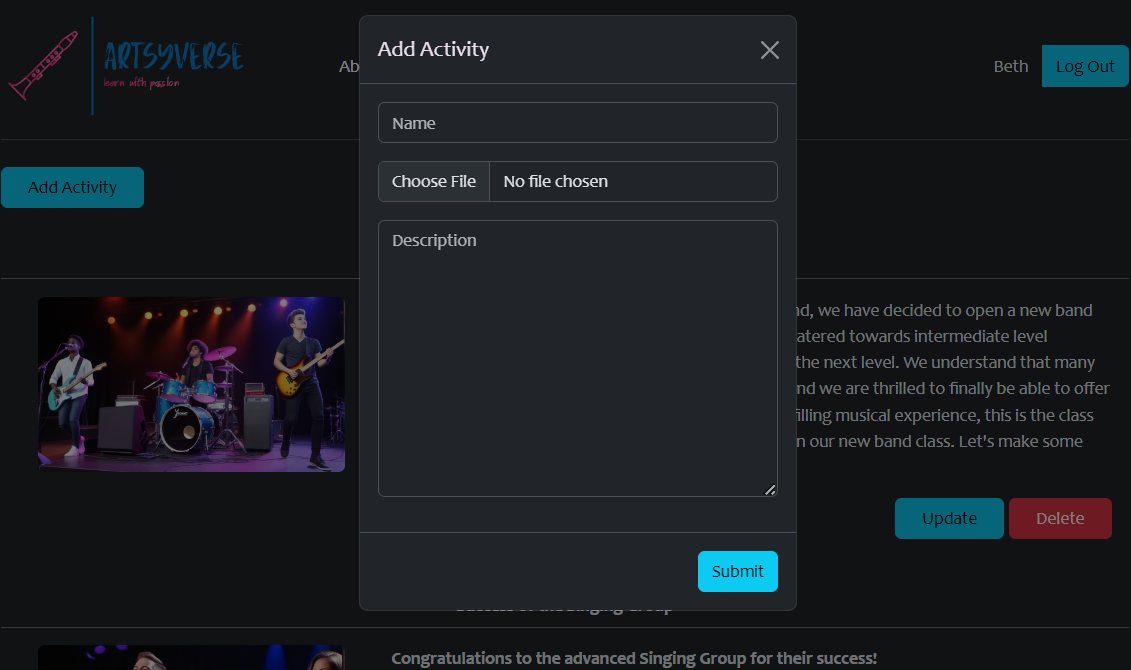 ARTSYVERSE
learn with passion
Ab
Beth
Log Out
Add Activity
Add Activity
Name
Choose File
No file chosen
Description
Submit
nd, we have decided to open a new band
atered towards intermediate level
the next level. We understand that many
nd we are thrilled to finally be able to offer
filling musical experience, this is the class
n our new band class. Let's make some
Update
Delete
Success of the Singing Group
Congratulations to the advanced Singing Group for their success!